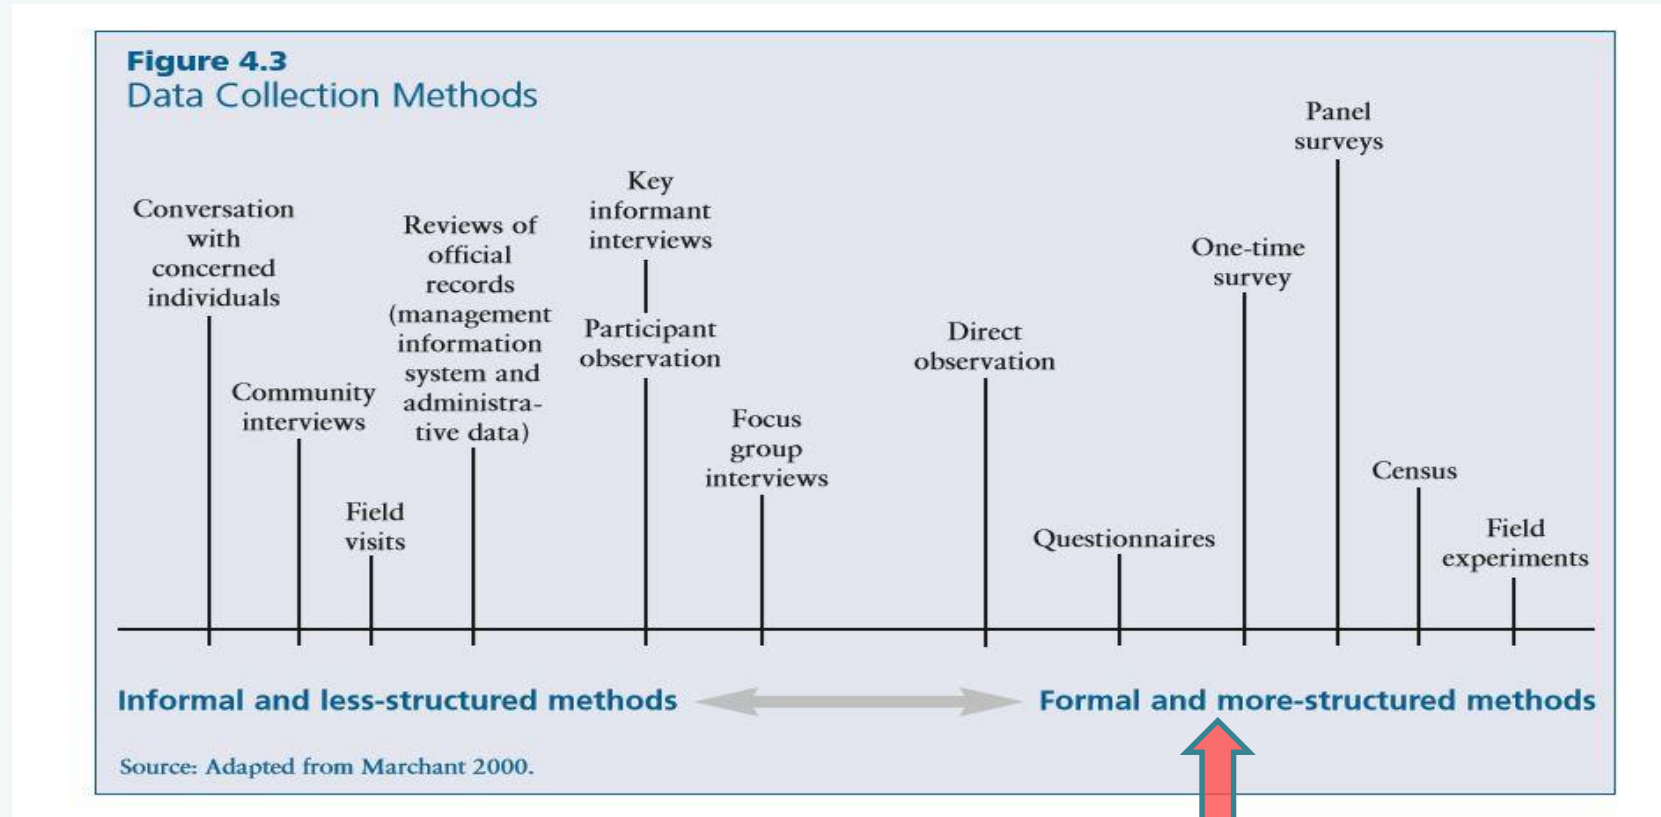 Figure 4.3
Data Collection Methods
Conversation
with
concerned
individuals
Community
interviews
Field
visits
Reviews of
official
records
(management
information
system and
administra-
tive data)
Key
informant
interviews
Participant
observation
Focus
group
interviews
Direct
observation
Questionnaires
One-time
survey
Panel
surveys
Census
Field
experiments
Informal and less-structured methods
Formal and more-structured methods
Source: Adapted from Marchant 2000.